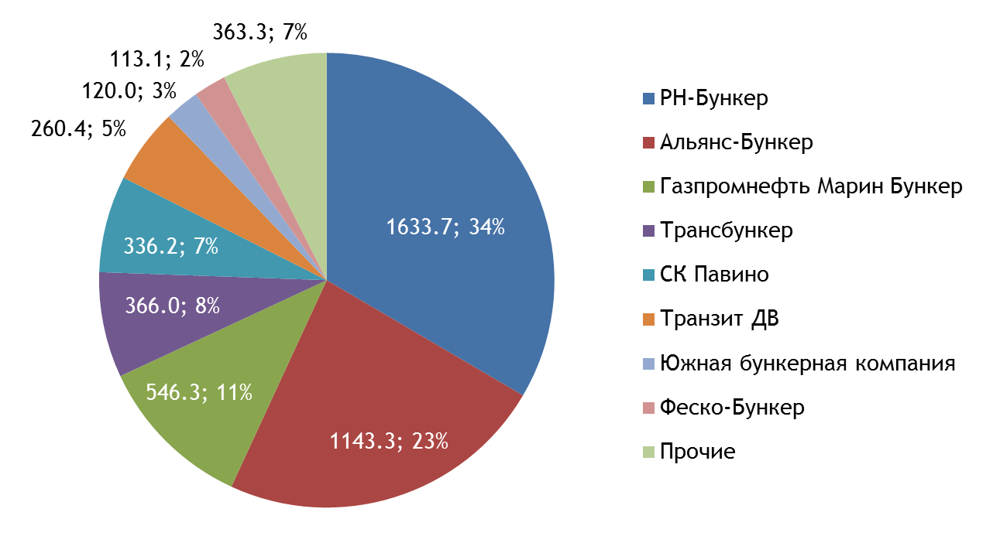 363.3; 7%
113.1; 2%
120.0; 3%
260.4; 5%
1633.7; 34%
336.2; 7%
366.0; 8%
546.3; 11%
1143.3; 23%
РН-Бункер
Альянс-Бункер
Газпромнефть Марин Бункер
Трансбункер
СК Павино
Транзит ДВ
Южная бункерная компания
Феско-Бункер
Прочие